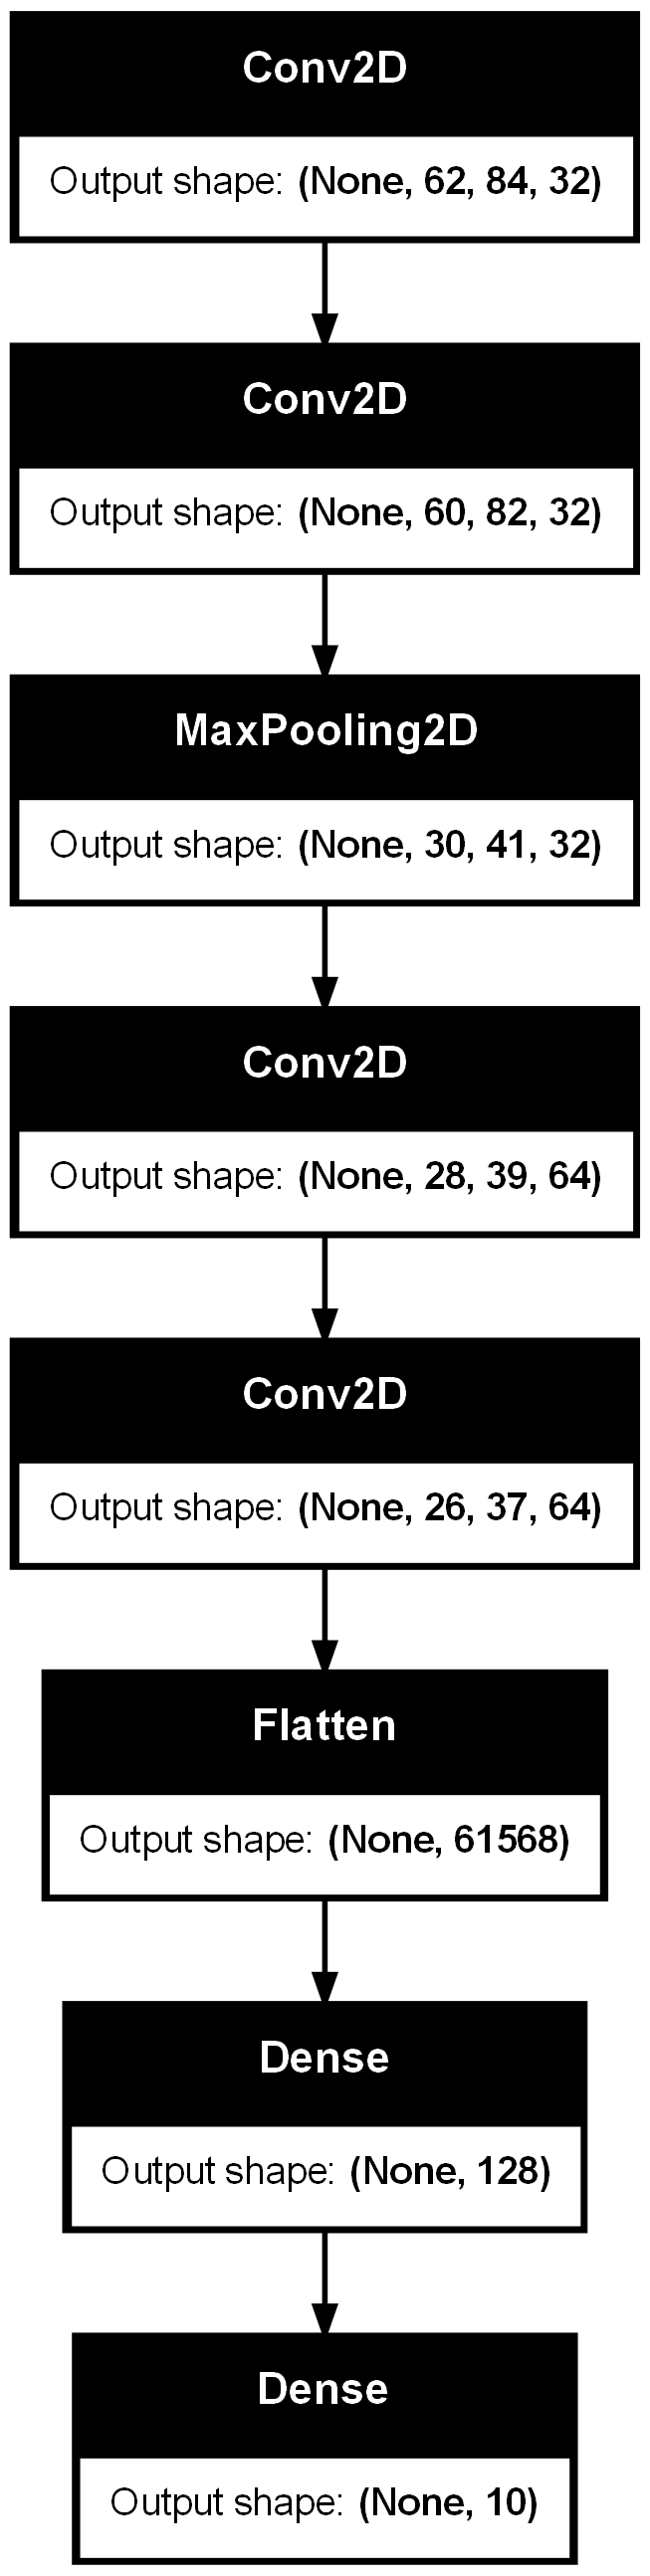 Conv2D
Output shape: (None, 62, 84, 32)
Conv2D
Output shape: (None, 60, 82, 32)
MaxPooling2D
Output shape: (None, 30, 41, 32)
Conv2D
Output shape: (None, 28, 39, 64)
Conv2D
Output shape: (None, 26, 37, 64)
Flatten
Output shape: (None, 61568)
Dense
Output shape: (None, 128)
Dense
Output shape: (None, 10)